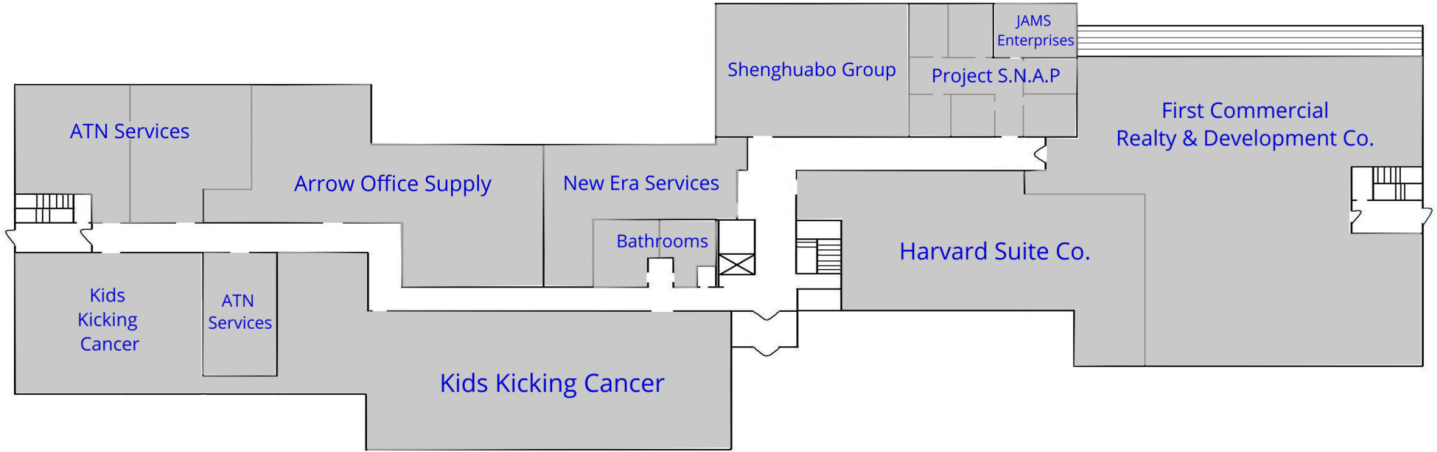 JAMS
Enterprises
Shenghuabo Group
Project S.N.A.P
First Commercial
Realty & Development Co.
ATN Services
Arrow Office Supply
New Era Services
Bathrooms
Harvard Suite Co.
Kids
Kicking
Cancer
ATN
Services
Kids Kicking Cancer